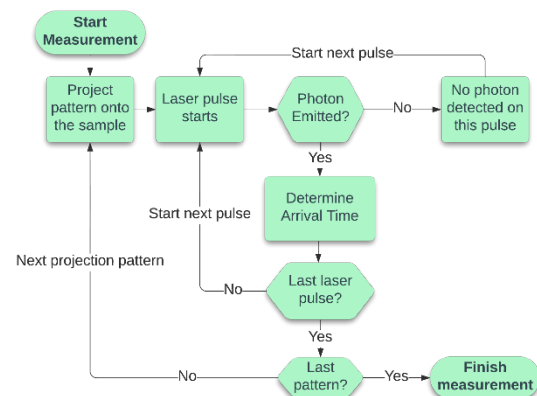 Start
Measurement
Start next pulse
Project
pattern onto
the sample
Laser pulse
starts
Photon
Emitted?
No
No photon
detected on
this pulse
Yes
Determine
Arrival Time
Start next pulse
Next projection pattern
Last laser
pulse?
No
Yes
Last
pattern?
No
Yes
Finish
measurement